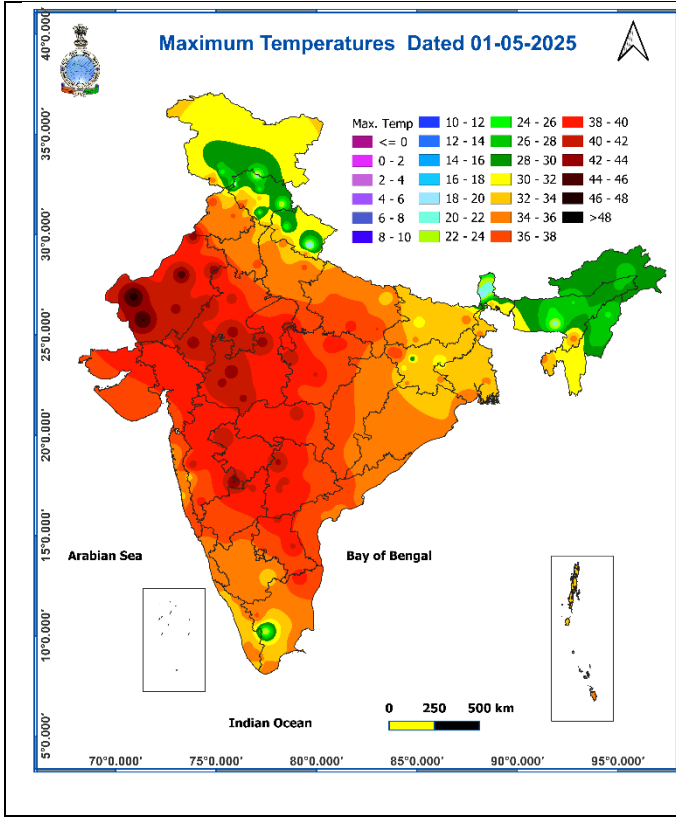 Maximum Temperatures Dated 01-05-2025
Max. Temp
<= 0
0 - 2
2 - 4
4 - 6
6 - 8
8 - 10
10 - 12
12 - 14
14 - 16
16 - 18
18 - 20
20 - 22
22 - 24
24 - 26
26 - 28
28 - 30
30 - 32
32 - 34
34 - 36
36 - 38
38 - 40
40 - 42
42 - 44
44 - 46
46 - 48
>48
40°0.000'
35°0.000'
30°0.000'
25°0.000'
20°0.000'
15°0.000'
10°0.000'
5°0.000'
Arabian Sea
Bay of Bengal
Indian Ocean
0 250 500 km
70°0.000' 75°0.000' 80°0.000' 85°0.000' 90°0.000' 95°0.000'